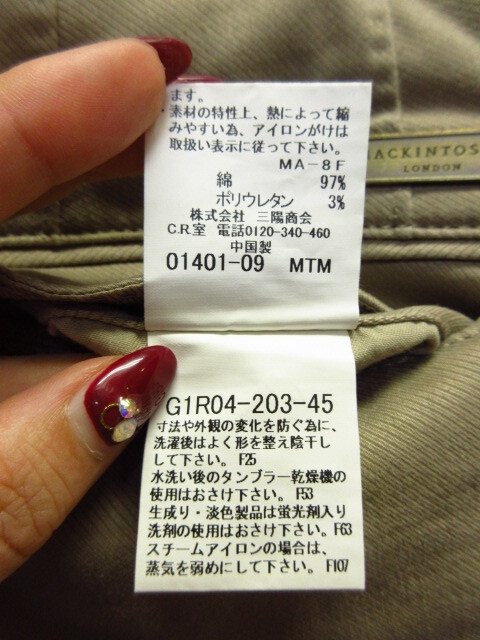 ます。
・素材の特性上、熱によって縮
みやすい為、アイロンがけは
取扱い表示に従って下さい。
MA-8F
綿 97%
ポリウレタン 3%
株式会社 三陽商会
C.R.室 電話0120-340-460
中国製
01401-09 MTM
MACKINTOS
LONDON
G1R04-203-45
寸法や外観の変化を防ぐ為に、
洗濯後はよく形を整え陰干し
して下さい。 F25
水洗い後のタンブラー乾燥機の
使用はおさけ下さい。 F53
生成り・淡色製品は蛍光剤入り
洗剤の使用はおさけ下さい。 F63
スチームアイロンの場合は、
蒸気を弱めにして下さい。 F107